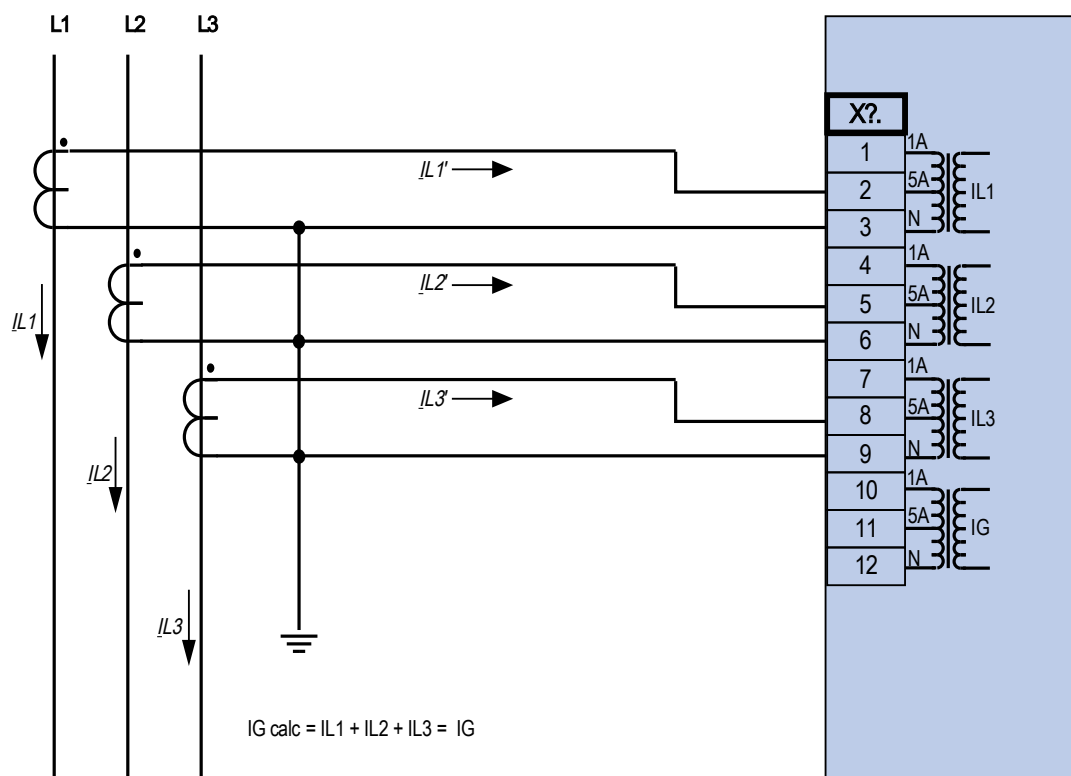 L1 L2 L3
X?.
1 1A
IL1'
2 5A IL1
3 N
4 1A
IL2'
5 5A IL2
IL1
6 N
7 1A
IL3'
8 5A IL3
9 N
IL2
10 1A
11 5A IG
12 N
IL3
IG calc = IL1 + IL2 + IL3 = IG